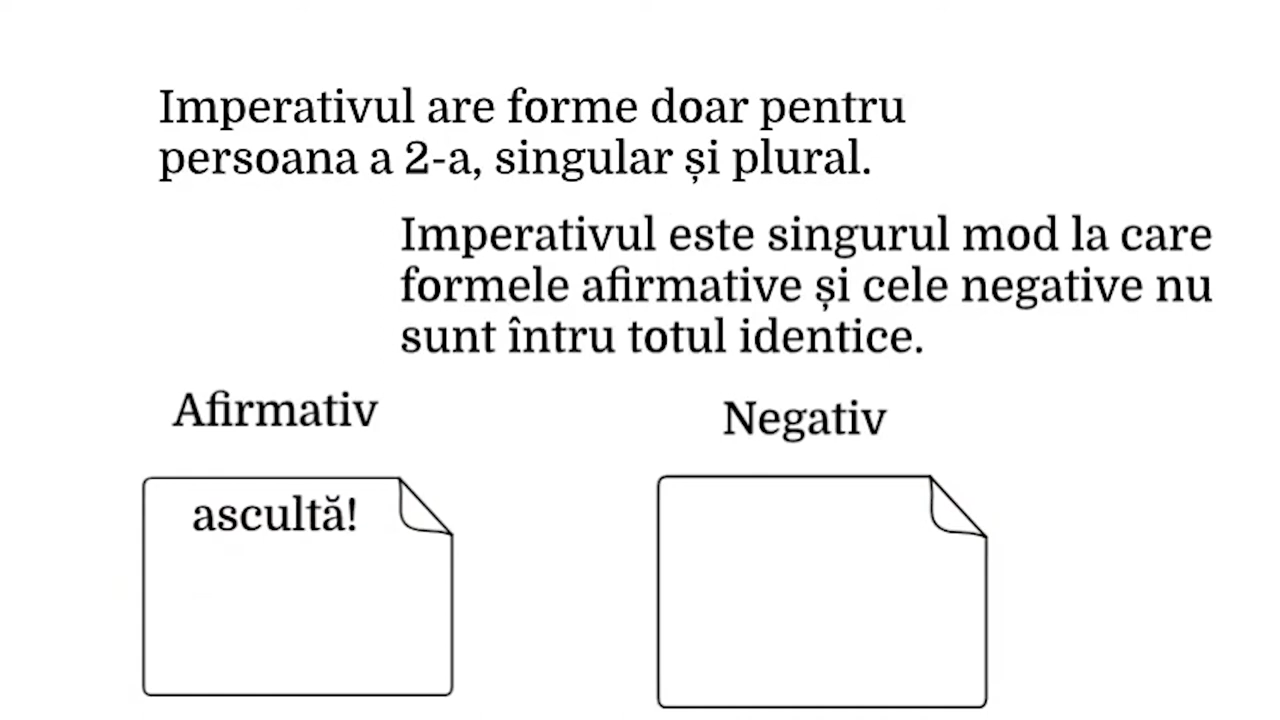 Imperativul are forme doar pentru
persoana a 2-a, singular și plural.
Imperativul este singurul mod la care
formele afirmative și cele negative nu
sunt întru totul identice.
Afirmativ
Negativ
ascultă!